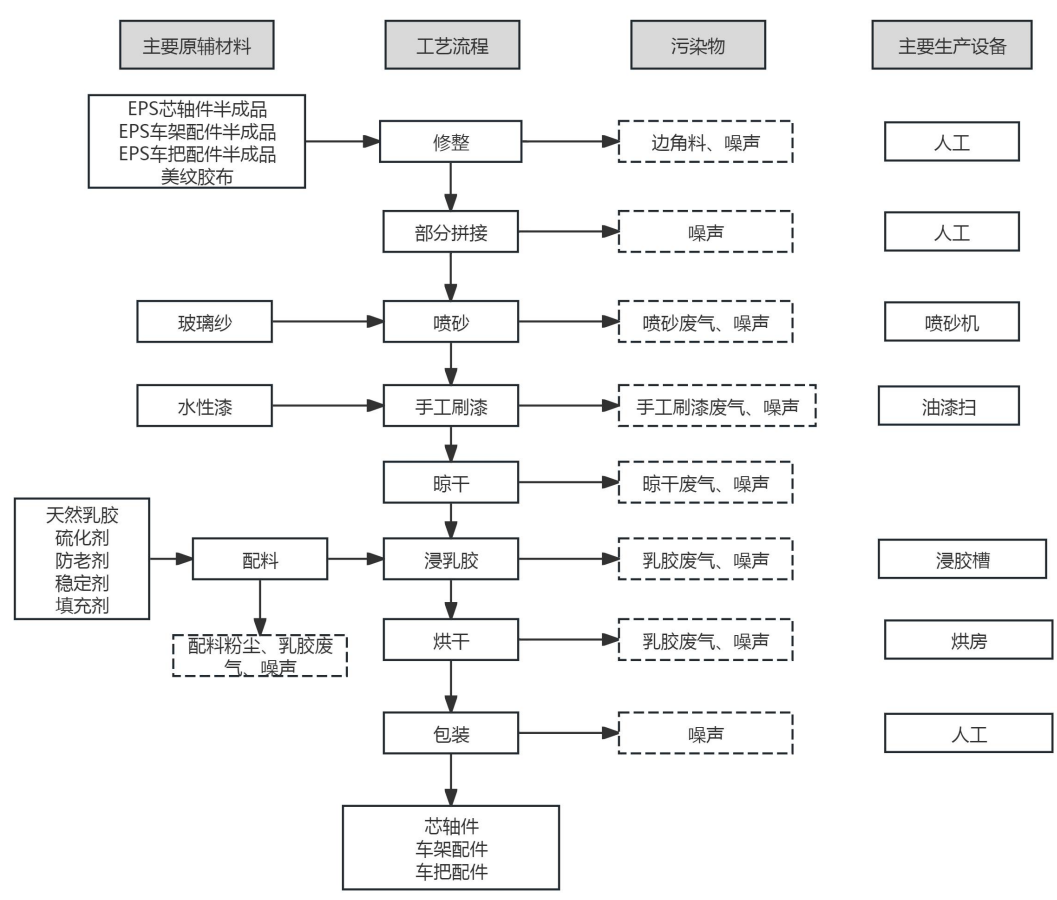 主要原辅材料
工艺流程
污染物
主要生产设备
EPS芯轴件半成品
EPS车架配件半成品
EPS车把配件半成品
美纹胶布
修整
边角料、噪声
人工
部分拼接
噪声
人工
玻璃纱
喷砂
喷砂废气、噪声
喷砂机
水性漆
手工刷漆
手工刷漆废气、噪声
油漆扫
晾干
晾干废气、噪声
天然乳胶
硫化剂
防老剂
稳定剂
填充剂
配料
浸乳胶
乳胶废气、噪声
浸胶槽
配料粉尘、乳胶废
气、噪声
烘干
乳胶废气、噪声
烘房
包装
噪声
人工
芯轴件
车架配件
车把配件